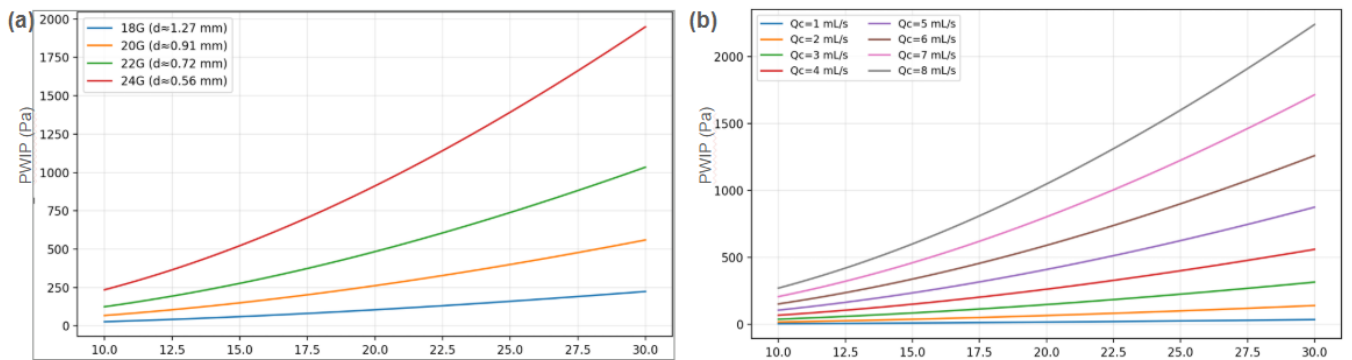 (a)
18G (d≈1.27 mm)
20G (d≈0.91 mm)
22G (d≈0.72 mm)
24G (d≈0.56 mm)
2000
1750
1500
1250
1000
750
500
250
0
PWIP (Pa)
10.0 12.5 15.0 17.5 20.0 22.5 25.0 27.5 30.0
(b)
Qc=1 mL/s Qc=5 mL/s
Qc=2 mL/s Qc=6 mL/s
Qc=3 mL/s Qc=7 mL/s
Qc=4 mL/s Qc=8 mL/s
2000
1500
1000
500
0
PWIP (Pa)
10.0 12.5 15.0 17.5 20.0 22.5 25.0 27.5 30.0